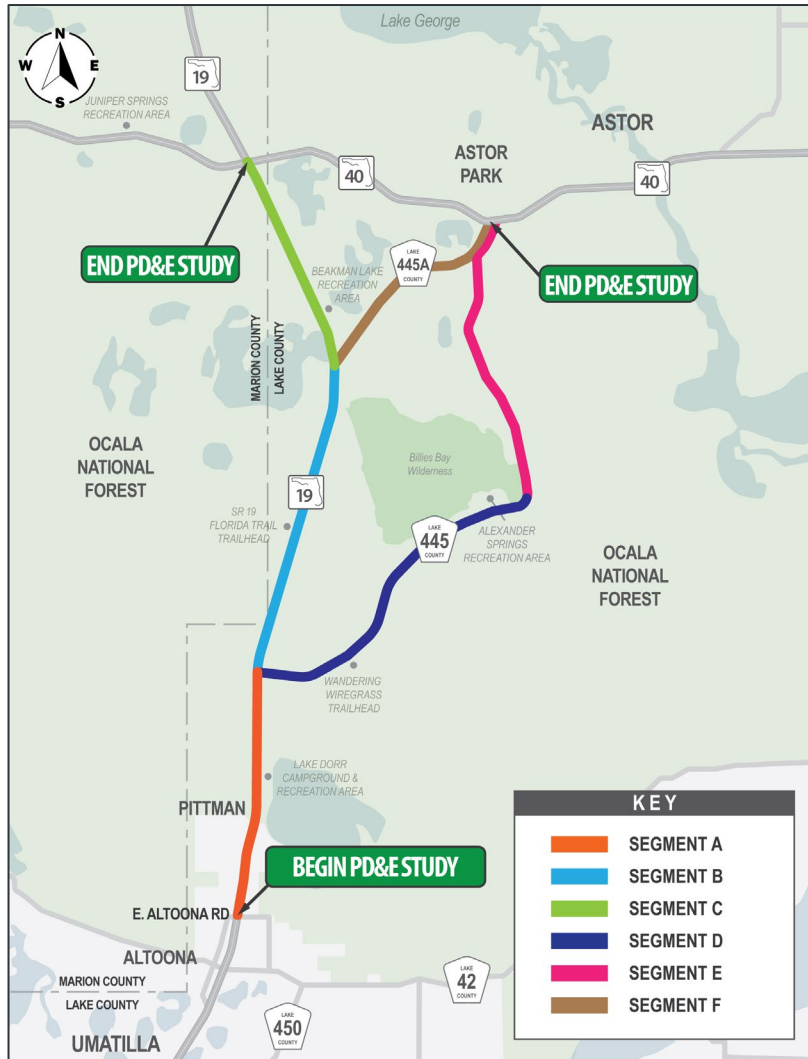 Lake George
N
W
E
S
19
JUNIPER SPRINGS
RECREATION AREA
ASTOR
ASTOR
PARK
40
40
END PD&E STUDY
LAKE
445A
COUNTY
END PD&E STUDY
BEAKMAN LAKE
RECREATION
AREA
MARION COUNTY
LAKE COUNTY
OCALA
NATIONAL
FOREST
Billies Bay
Wilderness
19
SR 19
FLORIDA TRAIL
TRAILHEAD
LAKE
445
COUNTY
ALEXANDER
SPRINGS
RECREATION AREA
OCALA
NATIONAL
FOREST
WANDERING
WIREGRASS
TRAILHEAD
LAKE DORR
CAMPGROUND &
RECREATION AREA
PITTMAN
BEGIN PD&E STUDY
E. ALTOONA RD
ALTOONA
MARION COUNTY
LAKE COUNTY
UMATILLA
LAKE
450
COUNTY
LAKE
42
COUNTY
KEY
SEGMENT A
SEGMENT B
SEGMENT C
SEGMENT D
SEGMENT E
SEGMENT F